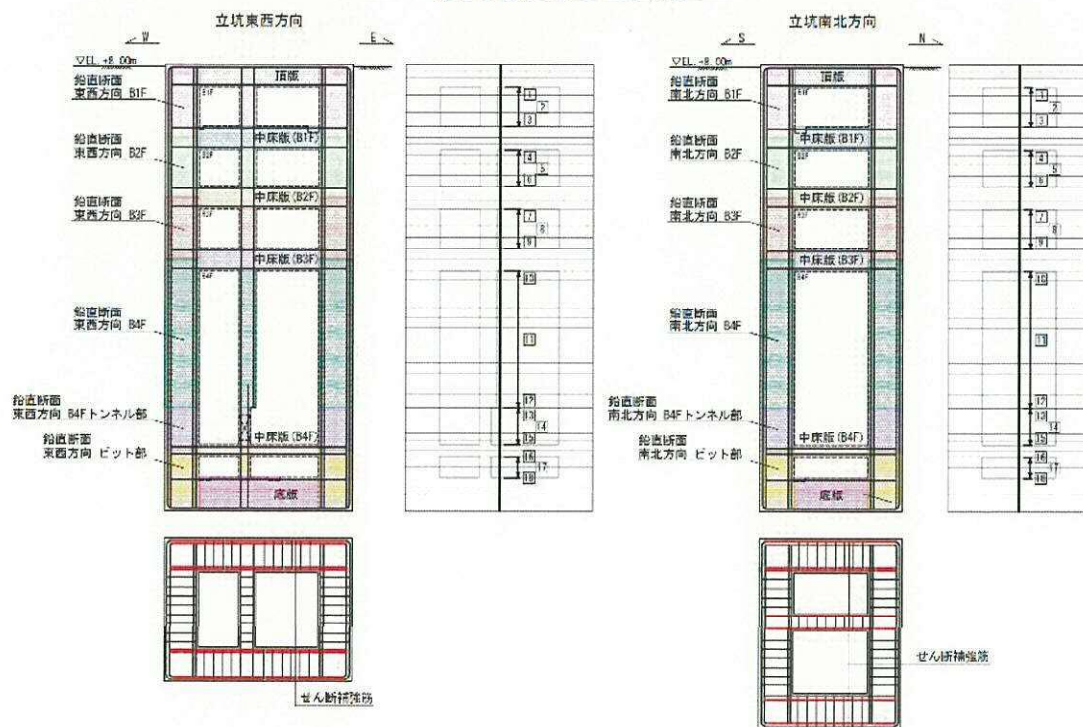 立坑東西方向
W
E
▽EL. +8.00m
鉛直断面
東西方向 B1F
鉛直断面
東西方向 B2F
鉛直断面
東西方向 B3F
鉛直断面
東西方向 B4F
鉛直断面
東西方向 B4Fトンネル部
鉛直断面
東西方向 ピット部
頂版
B1F
中床版(B1F)
B2F
中床版(B2F)
中床版(B3F)
B4F
中床版(B4F)
底版
1
2
3
4
5
6
7
8
9
10
11
12
13
14
15
16
17
18
せん断補強筋
立坑南北方向
S
N
▽EL. +8.00m
鉛直断面
南北方向 B1F
鉛直断面
南北方向 B2F
鉛直断面
南北方向 B3F
鉛直断面
南北方向 B4F
鉛直断面
南北方向 B4Fトンネル部
鉛直断面
南北方向 ピット部
頂版
B1F
中床版(B1F)
B2F
中床版(B2F)
中床版(B3F)
B4F
中床版(B4F)
底版
1
2
3
4
5
6
7
8
9
10
11
12
13
14
15
16
17
18
せん断補強筋